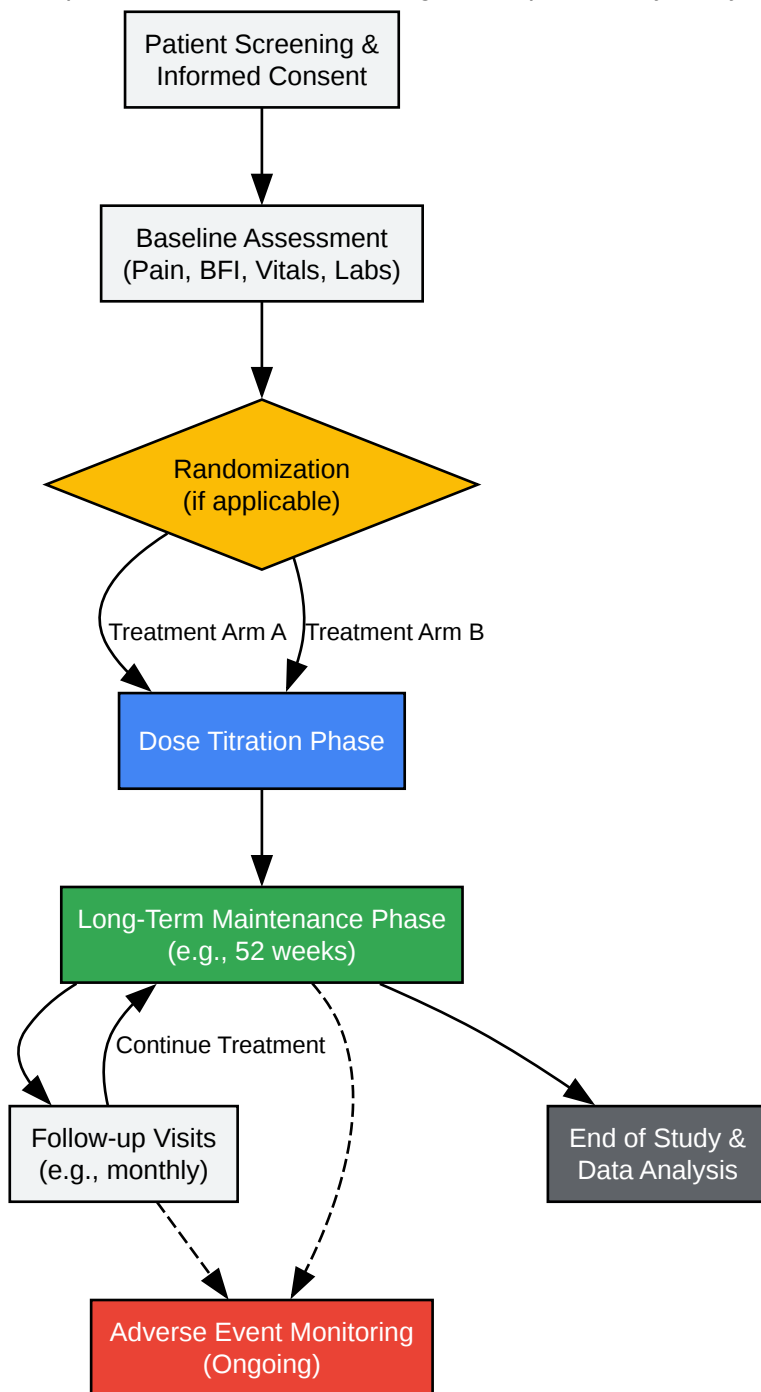 Patient Screening &
Informed Consent
Baseline Assessment
(Pain, BFI, Vitals, Labs)
Randomization
(if applicable)
Treatment Arm A
Treatment Arm B
Dose Titration Phase
Long-Term Maintenance Phase
(e.g., 52 weeks)
Continue Treatment
Follow-up Visits
(e.g., monthly)
End of Study &
Data Analysis
Adverse Event Monitoring
(Ongoing)